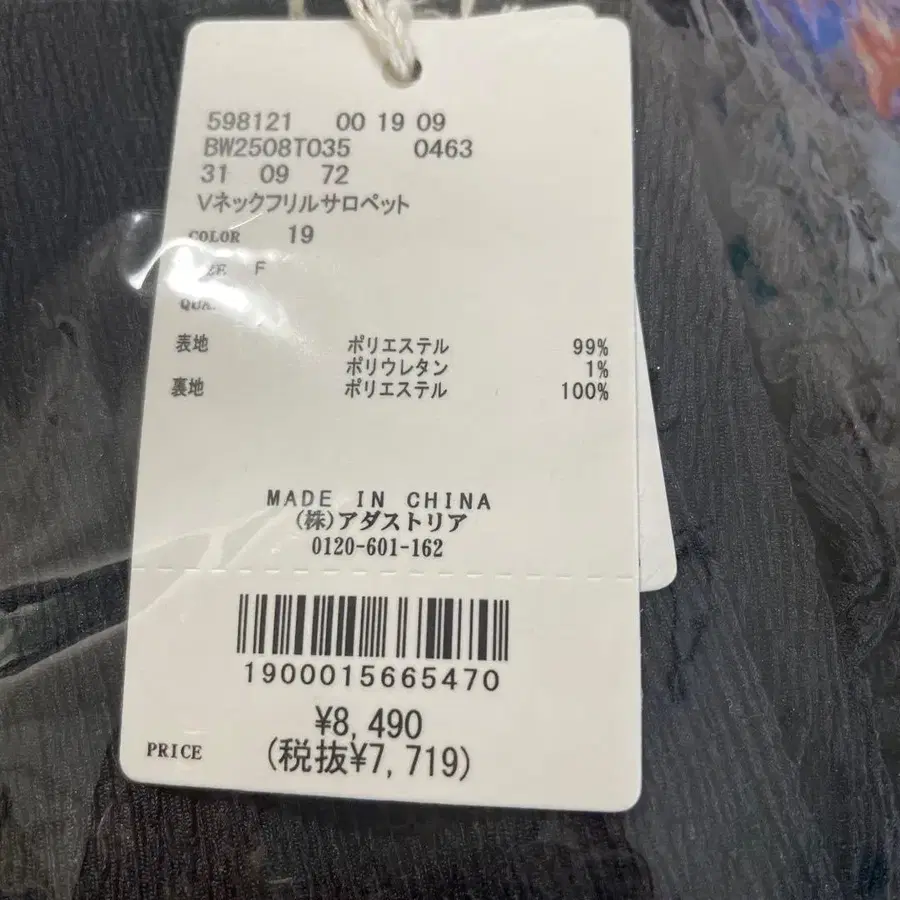 598121 00 19 09
BW2508T035 0463
31 09 72
Vネックフリルサロペット
COLOR 19
F
表地 ポリエステル 99%
ポリウレタン 1%
裏地 ポリエステル 100%
MADE IN CHINA
(株)アダストリア
0120-601-162
1900015665470
¥8,490
PRICE (税抜¥7,719)